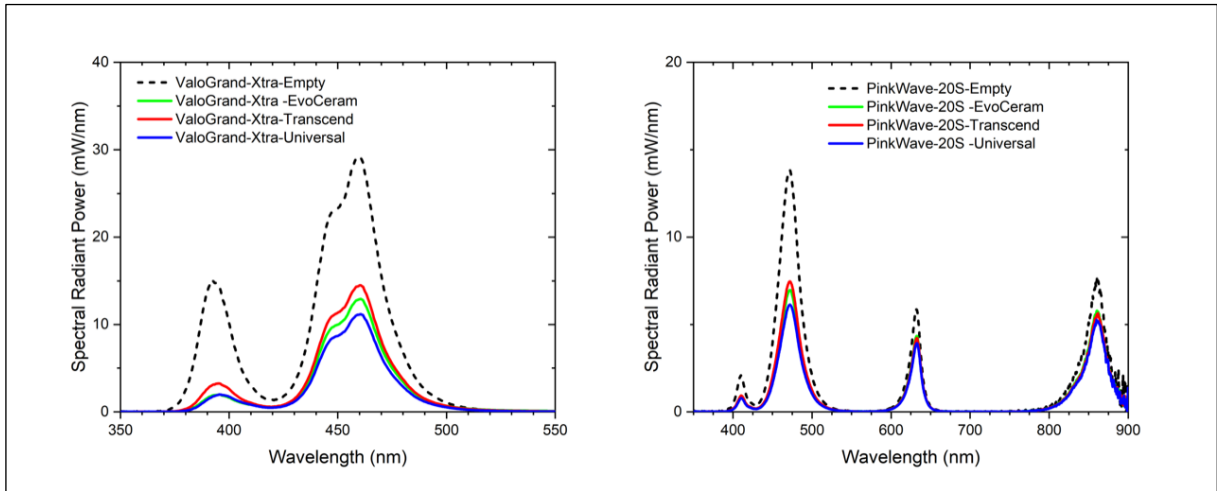 40
30
20
10
0
Spectral Radiant Power (mW/nm)
ValoGrand-Xtra-Empty
ValoGrand-Xtra -EvoCeram
ValoGrand-Xtra-Transcend
ValoGrand-Xtra-Universal
350 400 450 500 550
Wavelength (nm)
20
10
0
Spectral Radiant Power (mW/nm)
PinkWave-20S-Empty
PinkWave-20S -EvoCeram
PinkWave-20S-Transcend
PinkWave-20S -Universal
400 500 600 700 800 900
Wavelength (nm)